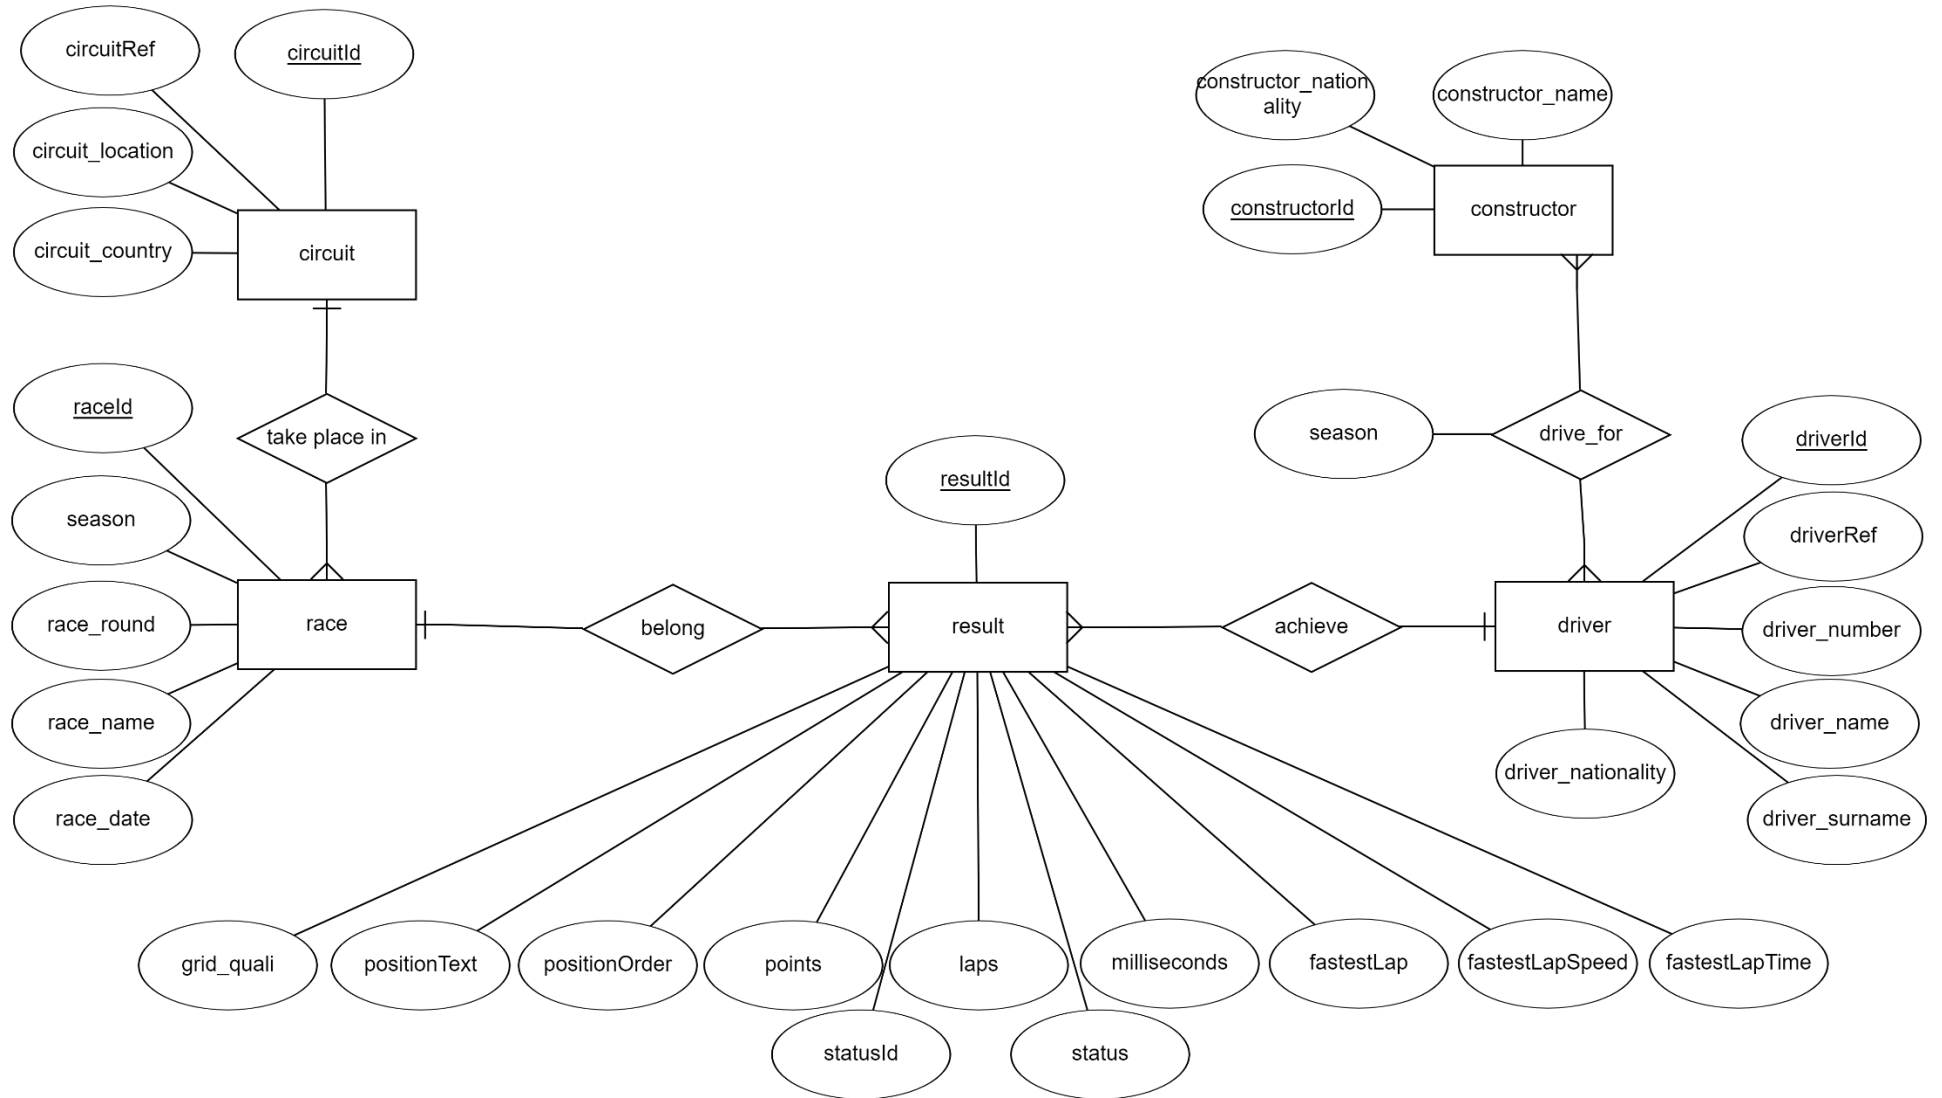 circuitRef
circuitId
circuit_location
circuit_country
circuit
take place in
raceId
season
race_round
race_name
race_date
race
belong
resultId
result
achieve
constructor_nation
ality
constructor_name
constructorId
constructor
season
drive_for
driverId
driverRef
driver_number
driver_name
driver_surname
driver_nationality
driver
grid_quali
positionText
positionOrder
points
laps
milliseconds
fastestLap
fastestLapSpeed
fastestLapTime
statusId
status